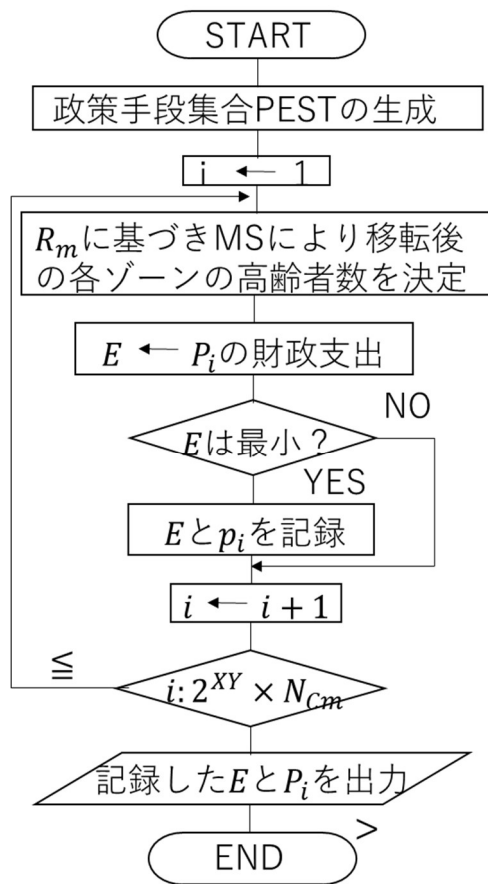 START
政策手段集合PESTの生成
i ← 1
R_mに基づきMSにより移転後
の各ゾーンの高齢者数を決定
E ← P_iの財政支出
NO
Eは最小？
YES
Eとp_iを記録
i ← i + 1
≦
i: 2^{XY} × N_{Cm}
記録したEとP_iを出力
>
END